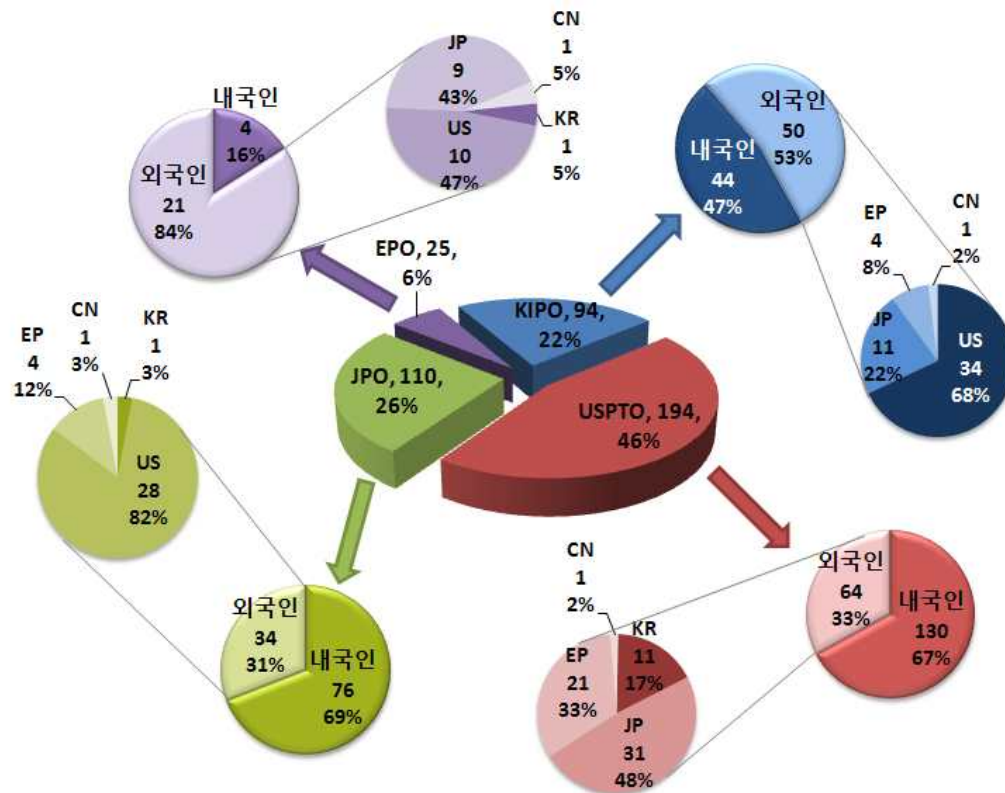 내국인
4
16%
외국인
21
84%
JP
9
43%
CN
1
5%
KR
1
5%
US
10
47%
외국인
50
53%
내국인
44
47%
EP
4
8%
CN
1
2%
JP
11
22%
US
34
68%
EPO, 25,
6%
KIPO, 94,
22%
JPO, 110,
26%
USPTO, 194,
46%
EP
4
12%
CN
1
3%
KR
1
3%
US
28
82%
외국인
34
31%
내국인
76
69%
CN
1
2%
KR
11
17%
EP
21
33%
JP
31
48%
외국인
64
33%
내국인
130
67%